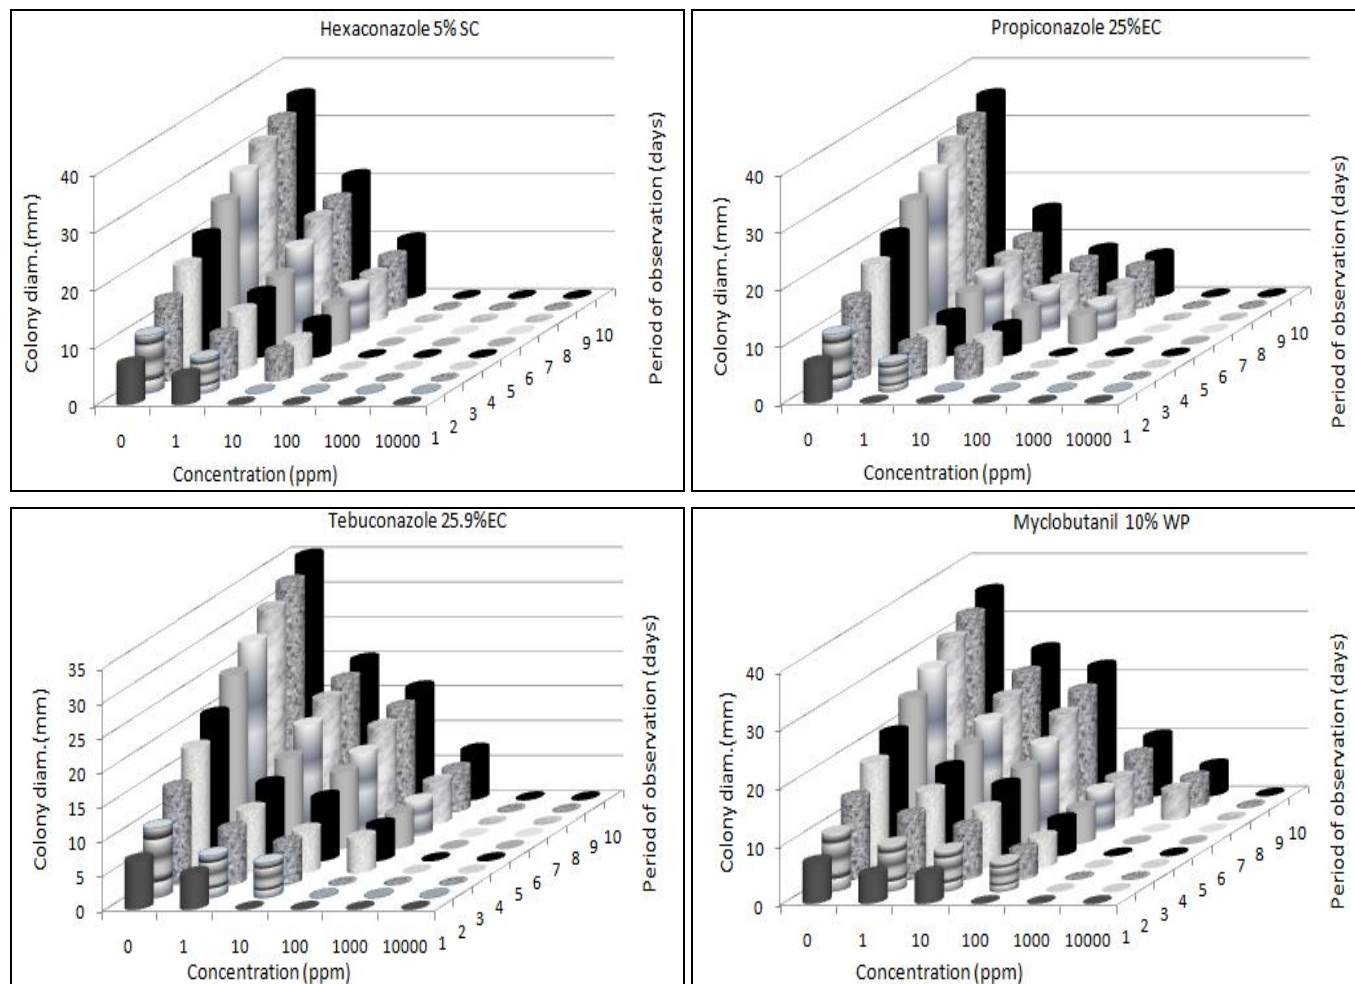 Hexaconazole 5% SC
Colony diam.(mm)
40
30
20
10
0
0 1 10 100 1000 10000
Concentration (ppm)
1 2 3 4 5 6 7 8 9 10
Period of observation (days)
Propiconazole 25%EC
Colony diam.(mm)
40
30
20
10
0
0 1 10 100 1000 10000
Concentration (ppm)
1 2 3 4 5 6 7 8 9 10
Period of observation (days)
Tebuconazole 25.9%EC
Colony diam.(mm)
35
30
25
20
15
10
5
0
0 1 10 100 1000 10000
Concentration (ppm)
1 2 3 4 5 6 7 8 9 10
Period of observation (days)
Myclobutanil 10% WP
Colony diam.(mm)
40
30
20
10
0
0 1 10 100 1000 10000
Concentration (ppm)
1 2 3 4 5 6 7 8 9 10
Period of observation (days)